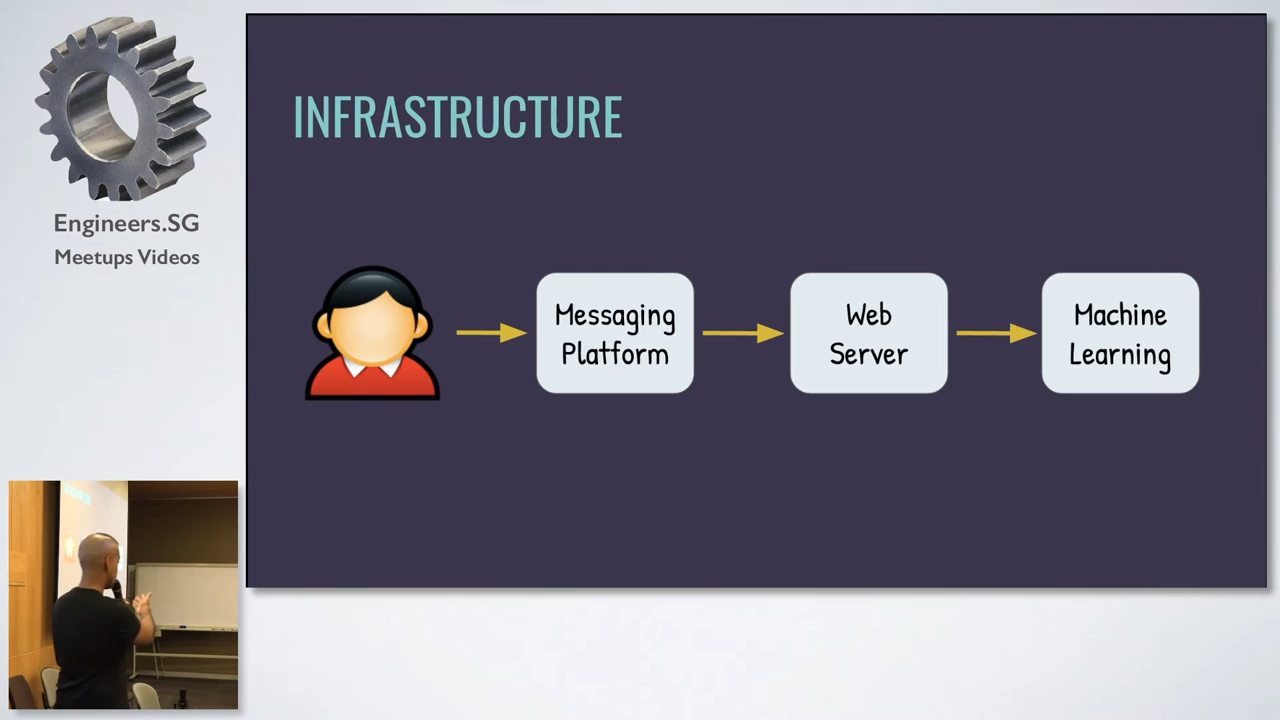 Engineers.SG
Meetups Videos
INFRASTRUCTURE
Messaging
Platform
Web
Server
Machine
Learning